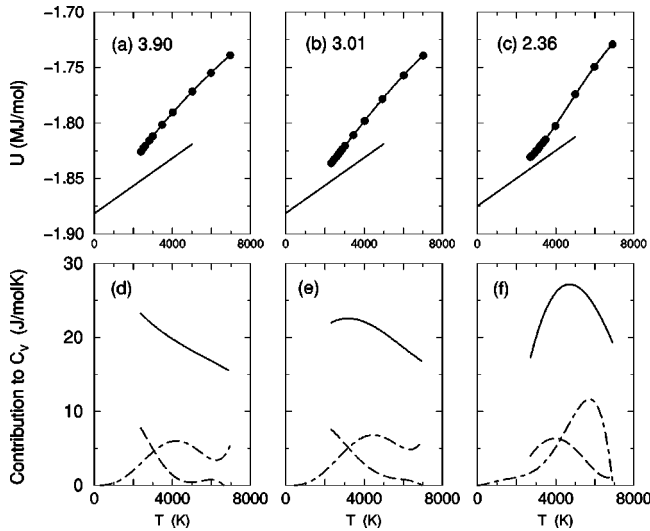 −1.70
−1.75
−1.80
−1.85
−1.90
U (MJ/mol)
(a) 3.90
(b) 3.01
(c) 2.36
0 4000 8000
0 4000 8000
0 4000 8000
30
20
10
0
Contribution to Cᵥ (J/molK)
(d)
(e)
(f)
0 4000 8000
0 4000 8000
0 4000 8000
T (K)
T (K)
T (K)